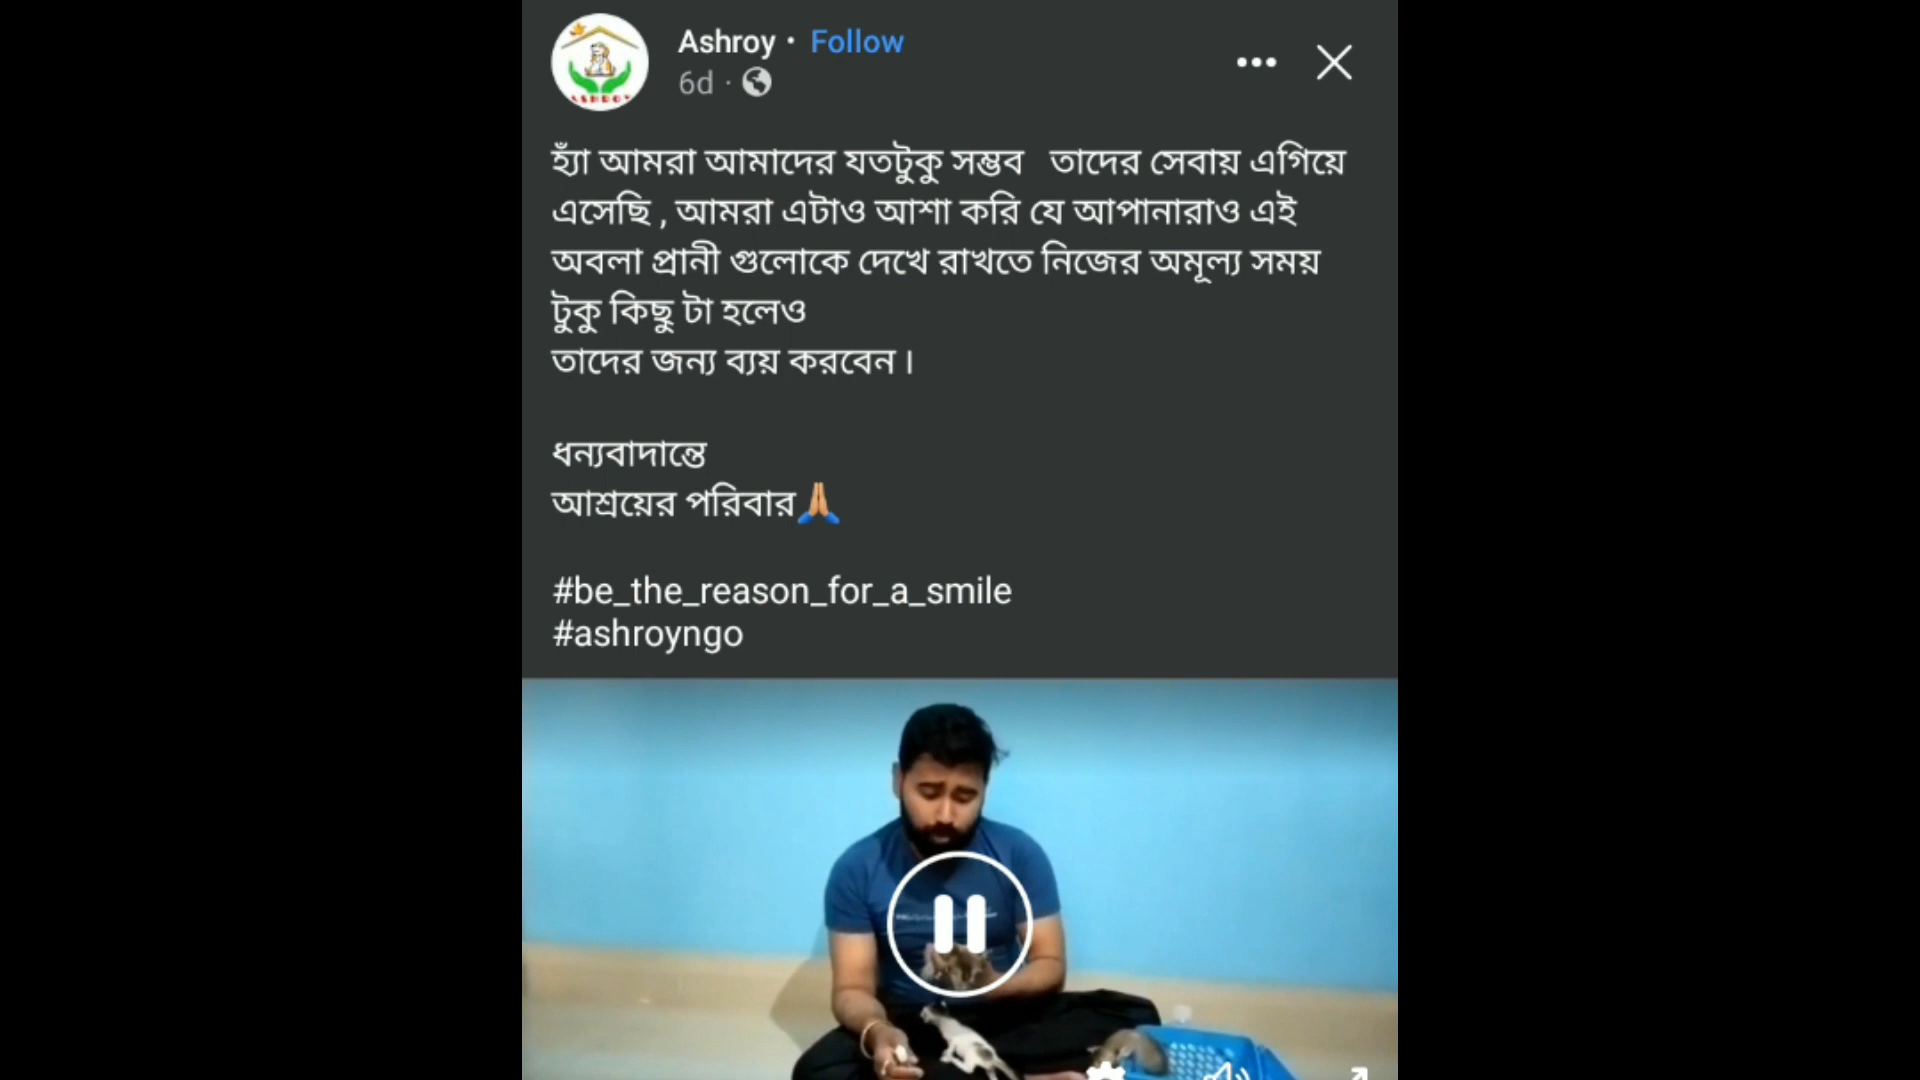 Ashroy · Follow
6d ·
হ্যাঁ আমরা আমাদের যতটুকু সম্ভব তাদের সেবায় এগিয়ে
এসেছি , আমরা এটাও আশা করি যে আপানারাও এই
অবলা প্রানী গুলোকে দেখে রাখতে নিজের অমূল্য সময়
টুকু কিছু টা হলেও
তাদের জন্য ব্যয় করবেন ৷
ধন্যবাদান্তে
আশ্রয়ের পরিবার🙏🏽
#be_the_reason_for_a_smile
#ashroyngo